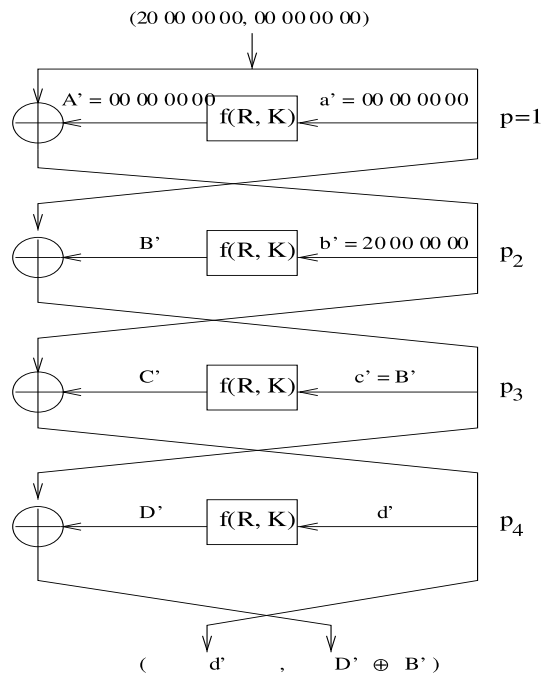 (20 00 00 00, 00 00 00 00)
A' = 00 00 00 00 f(R, K) a' = 00 00 00 00 p=1
B' f(R, K) b' = 20 00 00 00 p₂
C' f(R, K) c' = B' p₃
D' f(R, K) d' p₄
( d' , D' ⊕ B' )